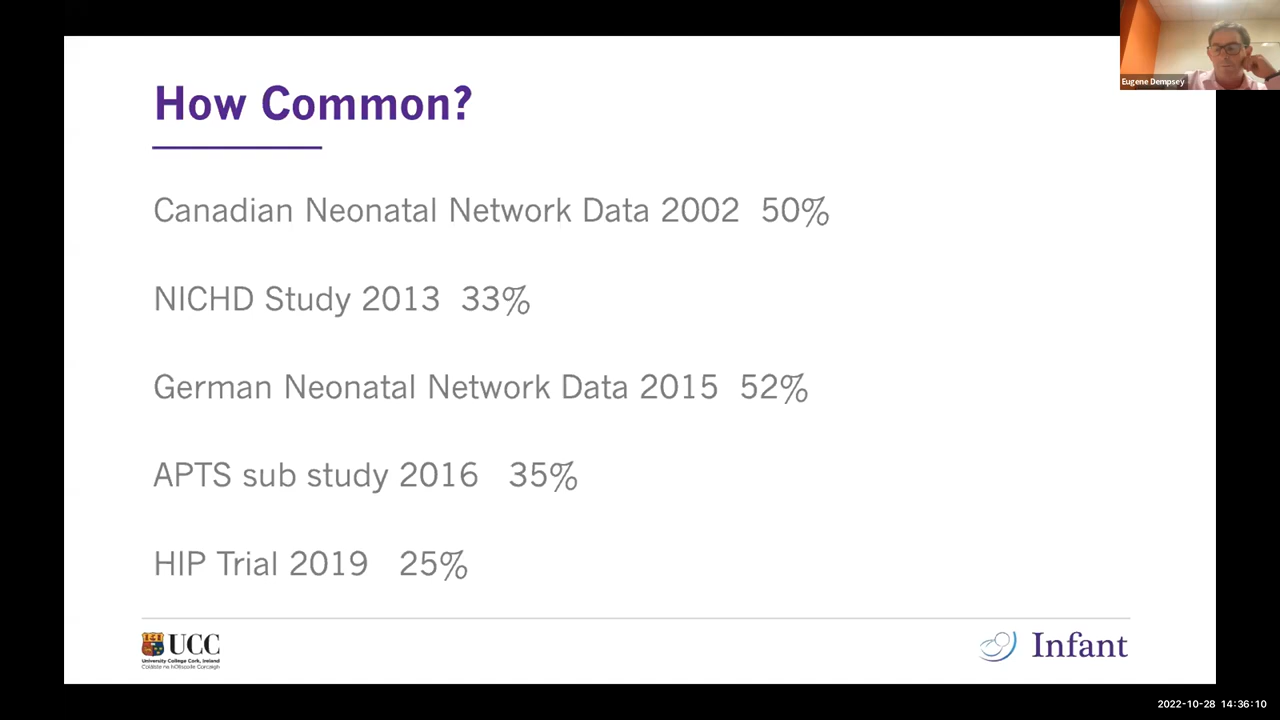 Eugene Dempsey
How Common?
Canadian Neonatal Network Data 2002 50%
NICHD Study 2013 33%
German Neonatal Network Data 2015 52%
APTS sub study 2016 35%
HIP Trial 2019 25%
UCC
University College Cork, Ireland
Coláiste na hOllscoile Corcaigh
Infant
2022-10-28 14:36:10